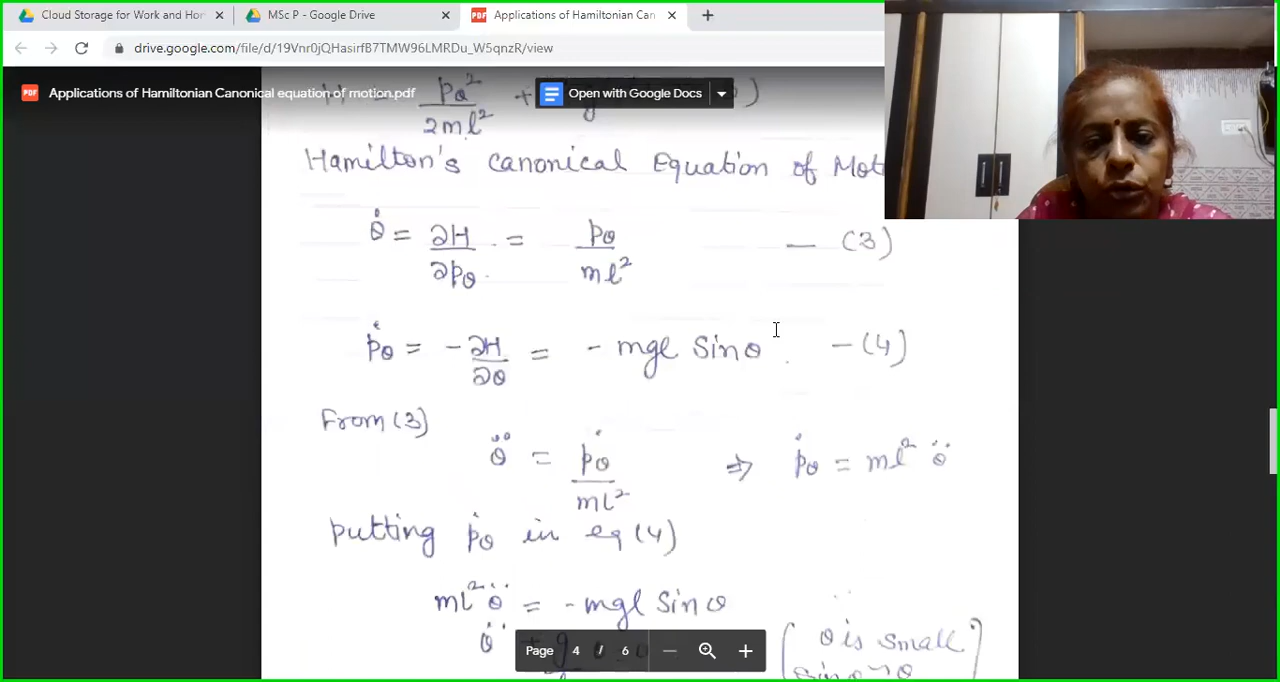 Cloud Storage for Work and Hor
MSc P - Google Drive
Applications of Hamiltonian Can
drive.google.com/file/d/19Vnr0jQHasirfB7TMW96LMRDu_W5qnzR/view
Applications of Hamiltonian Canonical equation of motion.pdf
Open with Google Docs
pθ² / 2ml² +
Hamilton's canonical Equation of Mot
θ̇ = ∂H/∂pθ = pθ/ml² — (3)
ṗθ = - ∂H/∂θ = - mgl Sinθ. - (4)
From (3)
θ̈ = ṗθ/ml² ⇒ ṗθ = ml² θ̈
putting ṗθ in eq (4)
ml² θ̈ = - mgl Sinθ
θ̈ + g
[ θ is small ]
Page 4 / 6